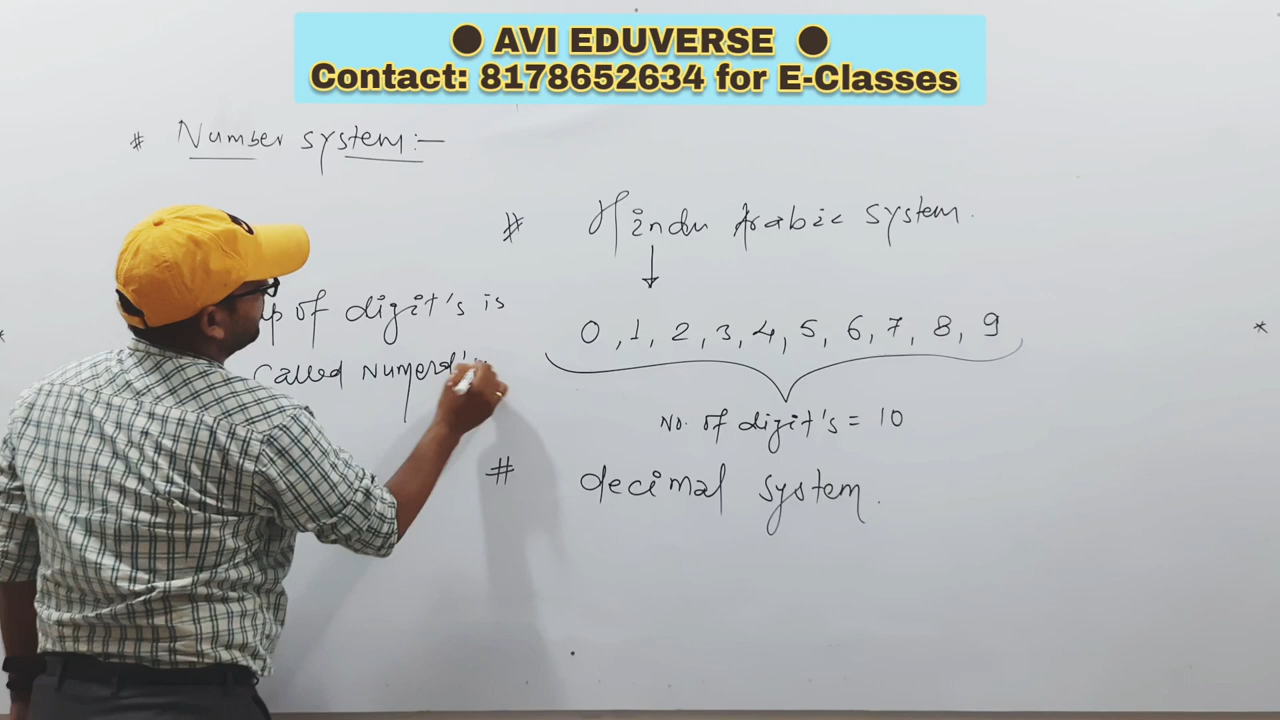 ● AVI EDUVERSE ●
Contact: 8178652634 for E-Classes
# Number system:-
# Hindu Arabic system.
of digit's is
called
0, 1, 2, 3, 4, 5, 6, 7, 8, 9
No. of digit's = 10
# decimal system.